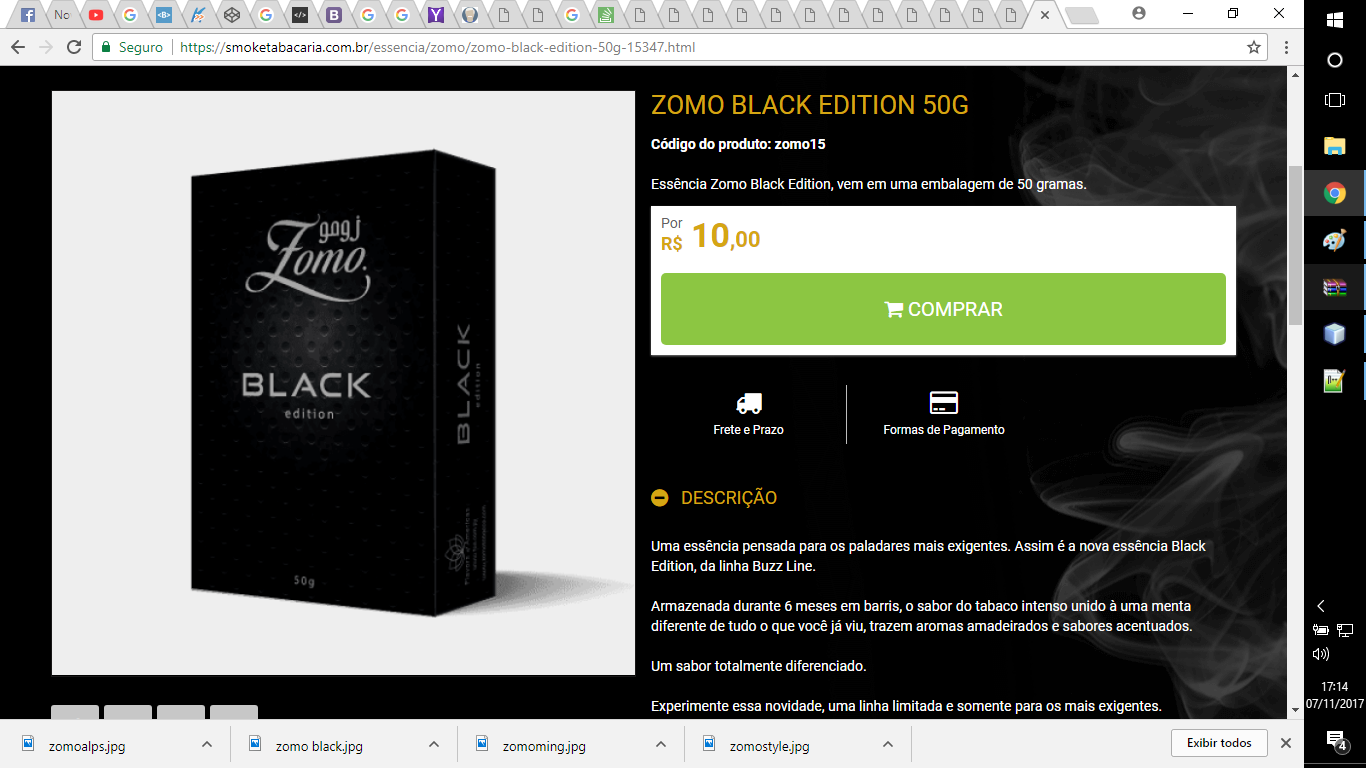 No
Seguro
https://smoketabacaria.com.br/essencia/zomo/zomo-black-edition-50g-15347.html
زومو
Zomo.
BLACK
edition
50g
BLACK
edition
ZOMO BLACK EDITION 50G
Código do produto: zomo15
Essência Zomo Black Edition, vem em uma embalagem de 50 gramas.
Por
R$ 10,00
COMPRAR
Frete e Prazo
Formas de Pagamento
DESCRIÇÃO
Uma essência pensada para os paladares mais exigentes. Assim é a nova essência Black
Edition, da linha Buzz Line.
Armazenada durante 6 meses em barris, o sabor do tabaco intenso unido à uma menta
diferente de tudo o que você já viu, trazem aromas amadeirados e sabores acentuados.
Um sabor totalmente diferenciado.
Experimente essa novidade, uma linha limitada e somente para os mais exigentes.
zomoalps.jpg
zomo black.jpg
zomoming.jpg
zomostyle.jpg
Exibir todos
17:14
07/11/2017
4